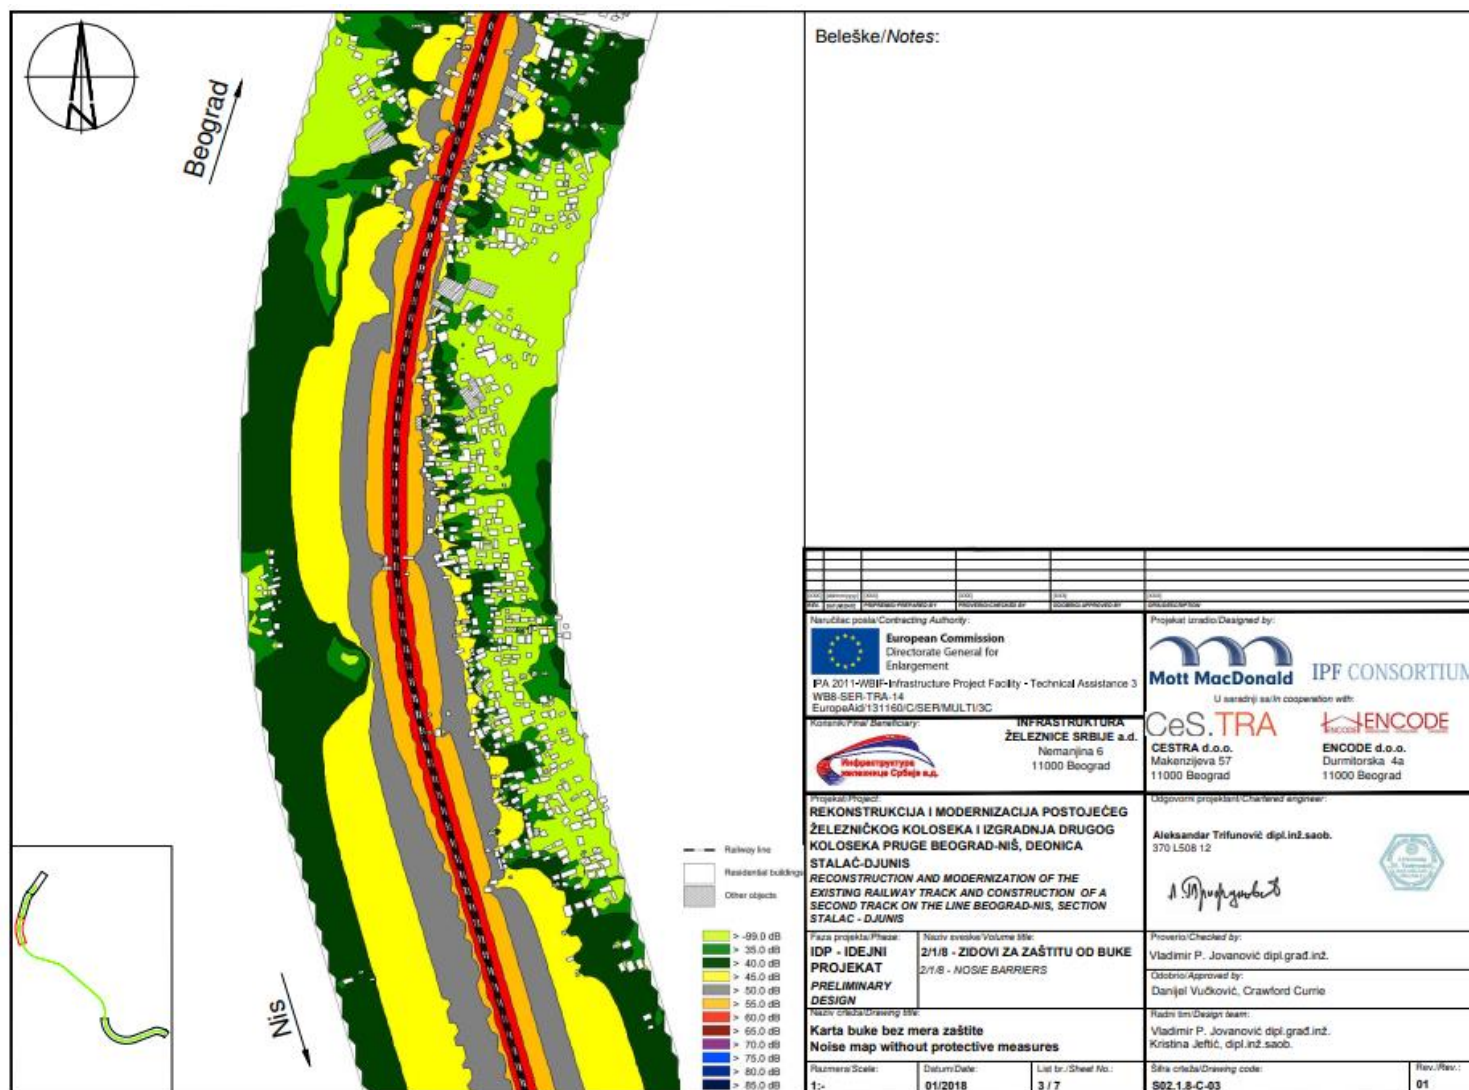 Beograd
Nis
Railway line
Residential buildings
Other objects
> -99.0 dB
> 35.0 dB
> 40.0 dB
> 45.0 dB
> 50.0 dB
> 55.0 dB
> 60.0 dB
> 65.0 dB
> 70.0 dB
> 75.0 dB
> 80.0 dB
> 85.0 dB
Beleške/Notes:
Naručilac posla/Contracting Authority:
European Commission
Directorate General for
Enlargement
IPA 2011-WBIF-Infrastructure Project Facility - Technical Assistance 3
WB8-SER-TRA-14
EuropeAid/131160/C/SER/MULTI/3C
Projekat izradio/Designed by:
Mott MacDonald
IPF CONSORTIUM
U saradnji sa/In cooperation with:
CeS.TRA
ENCODE
CESTRA d.o.o.
Makenzijeva 57
11000 Beograd
ENCODE d.o.o.
Durmitorska 4a
11000 Beograd
Korisnik/Final Beneficiary:
Инфраструктура
железнице Србије а.д.
INFRASTRUKTURA
ŽELEZNICE SRBIJE a.d.
Nemanjina 6
11000 Beograd
Projekat/Project:
REKONSTRUKCIJA I MODERNIZACIJA POSTOJEĆEG
ŽELEZNIČKOG KOLOSEKA I IZGRADNJA DRUGOG
KOLOSEKA PRUGE BEOGRAD-NIŠ, DEONICA
STALAĆ-DJUNIS
RECONSTRUCTION AND MODERNIZATION OF THE
EXISTING RAILWAY TRACK AND CONSTRUCTION OF A
SECOND TRACK ON THE LINE BEOGRAD-NIS, SECTION
STALAC - DJUNIS
Odgovorni projektant/Chartered engineer:
Aleksandar Trifunović dipl.inž.saob.
370 L508 12
Faza projekta/Phase:
IDP - IDEJNI
PROJEKAT
PRELIMINARY
DESIGN
Naziv sveske/Volume title:
2/1/8 - ZIDOVI ZA ZAŠTITU OD BUKE
2/1/8 - NOSIE BARRIERS
Proverio/Checked by:
Vladimir P. Jovanović dipl.građ.inž.
Odobrio/Approved by:
Danijel Vučković, Crawford Currie
Naziv crteža/Drawing title:
Karta buke bez mera zaštite
Noise map without protective measures
Radni tim/Design team:
Vladimir P. Jovanović dipl.građ.inž.
Kristina Jeftić, dipl.inž.saob.
Razmera/Scale:
1:-
Datum/Date:
01/2018
List br./Sheet No.:
3 / 7
Šifra crteža/Drawing code:
S02.1.8-C-03
Rev./Rev.:
01